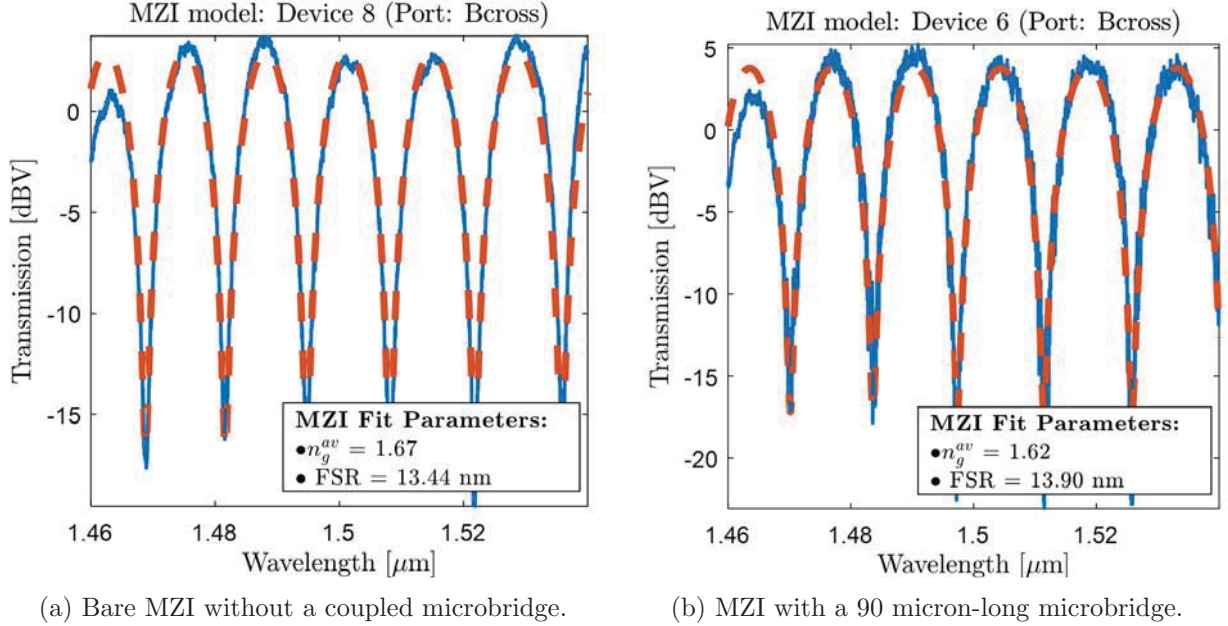 MZI model: Device 8 (Port: Bcross)
Transmission [dBV]
0
-5
-10
-15
MZI Fit Parameters:
●n_g^{av} = 1.67
● FSR = 13.44 nm
1.46
1.48
1.5
1.52
Wavelength [μm]
(a) Bare MZI without a coupled microbridge.
MZI model: Device 6 (Port: Bcross)
Transmission [dBV]
5
0
-5
-10
-15
-20
MZI Fit Parameters:
●n_g^{av} = 1.62
● FSR = 13.90 nm
1.46
1.48
1.5
1.52
Wavelength [μm]
(b) MZI with a 90 micron-long microbridge.